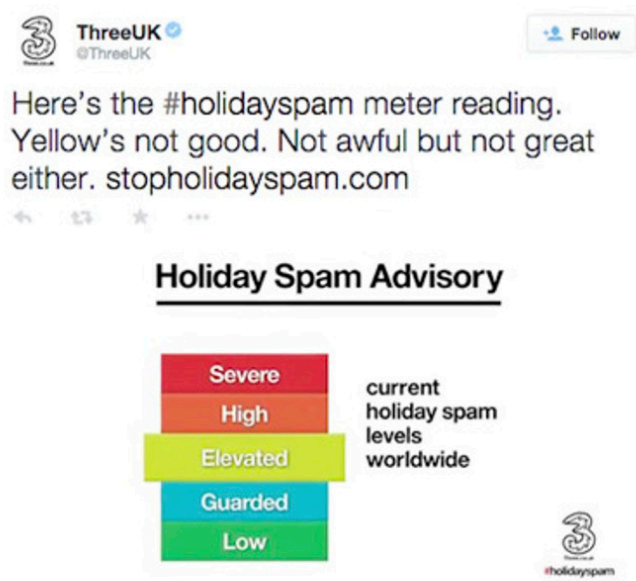 ThreeUK
@ThreeUK
Follow
Here's the #holidayspam meter reading.
Yellow's not good. Not awful but not great
either. stopholidayspam.com
Holiday Spam Advisory
Severe
High
Elevated
Guarded
Low
current
holiday spam
levels
worldwide
#holidayspam